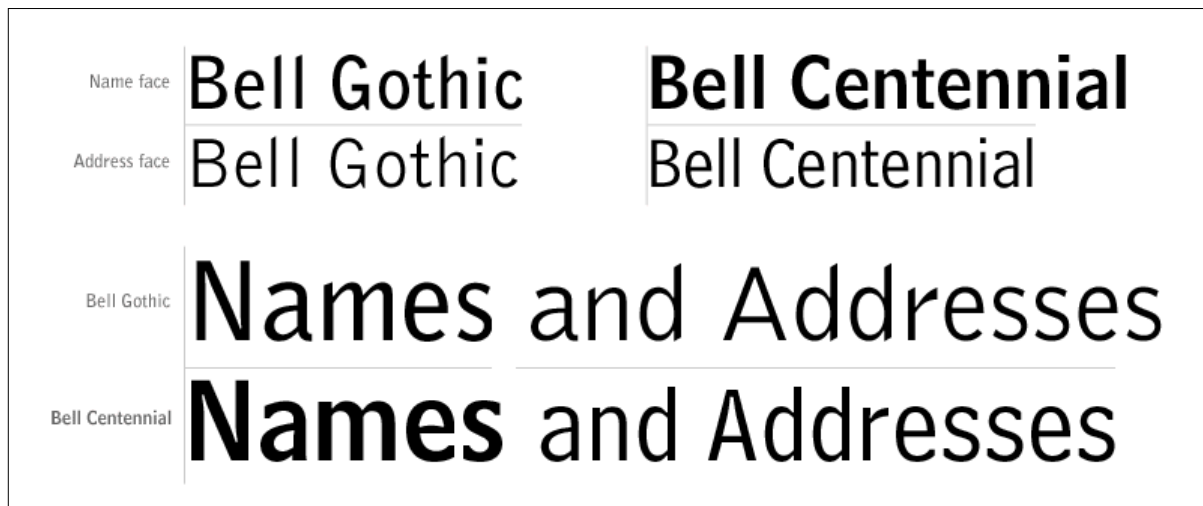 Name face Bell Gothic Bell Centennial
Address face Bell Gothic Bell Centennial
Bell Gothic Names and Addresses
Bell Centennial Names and Addresses